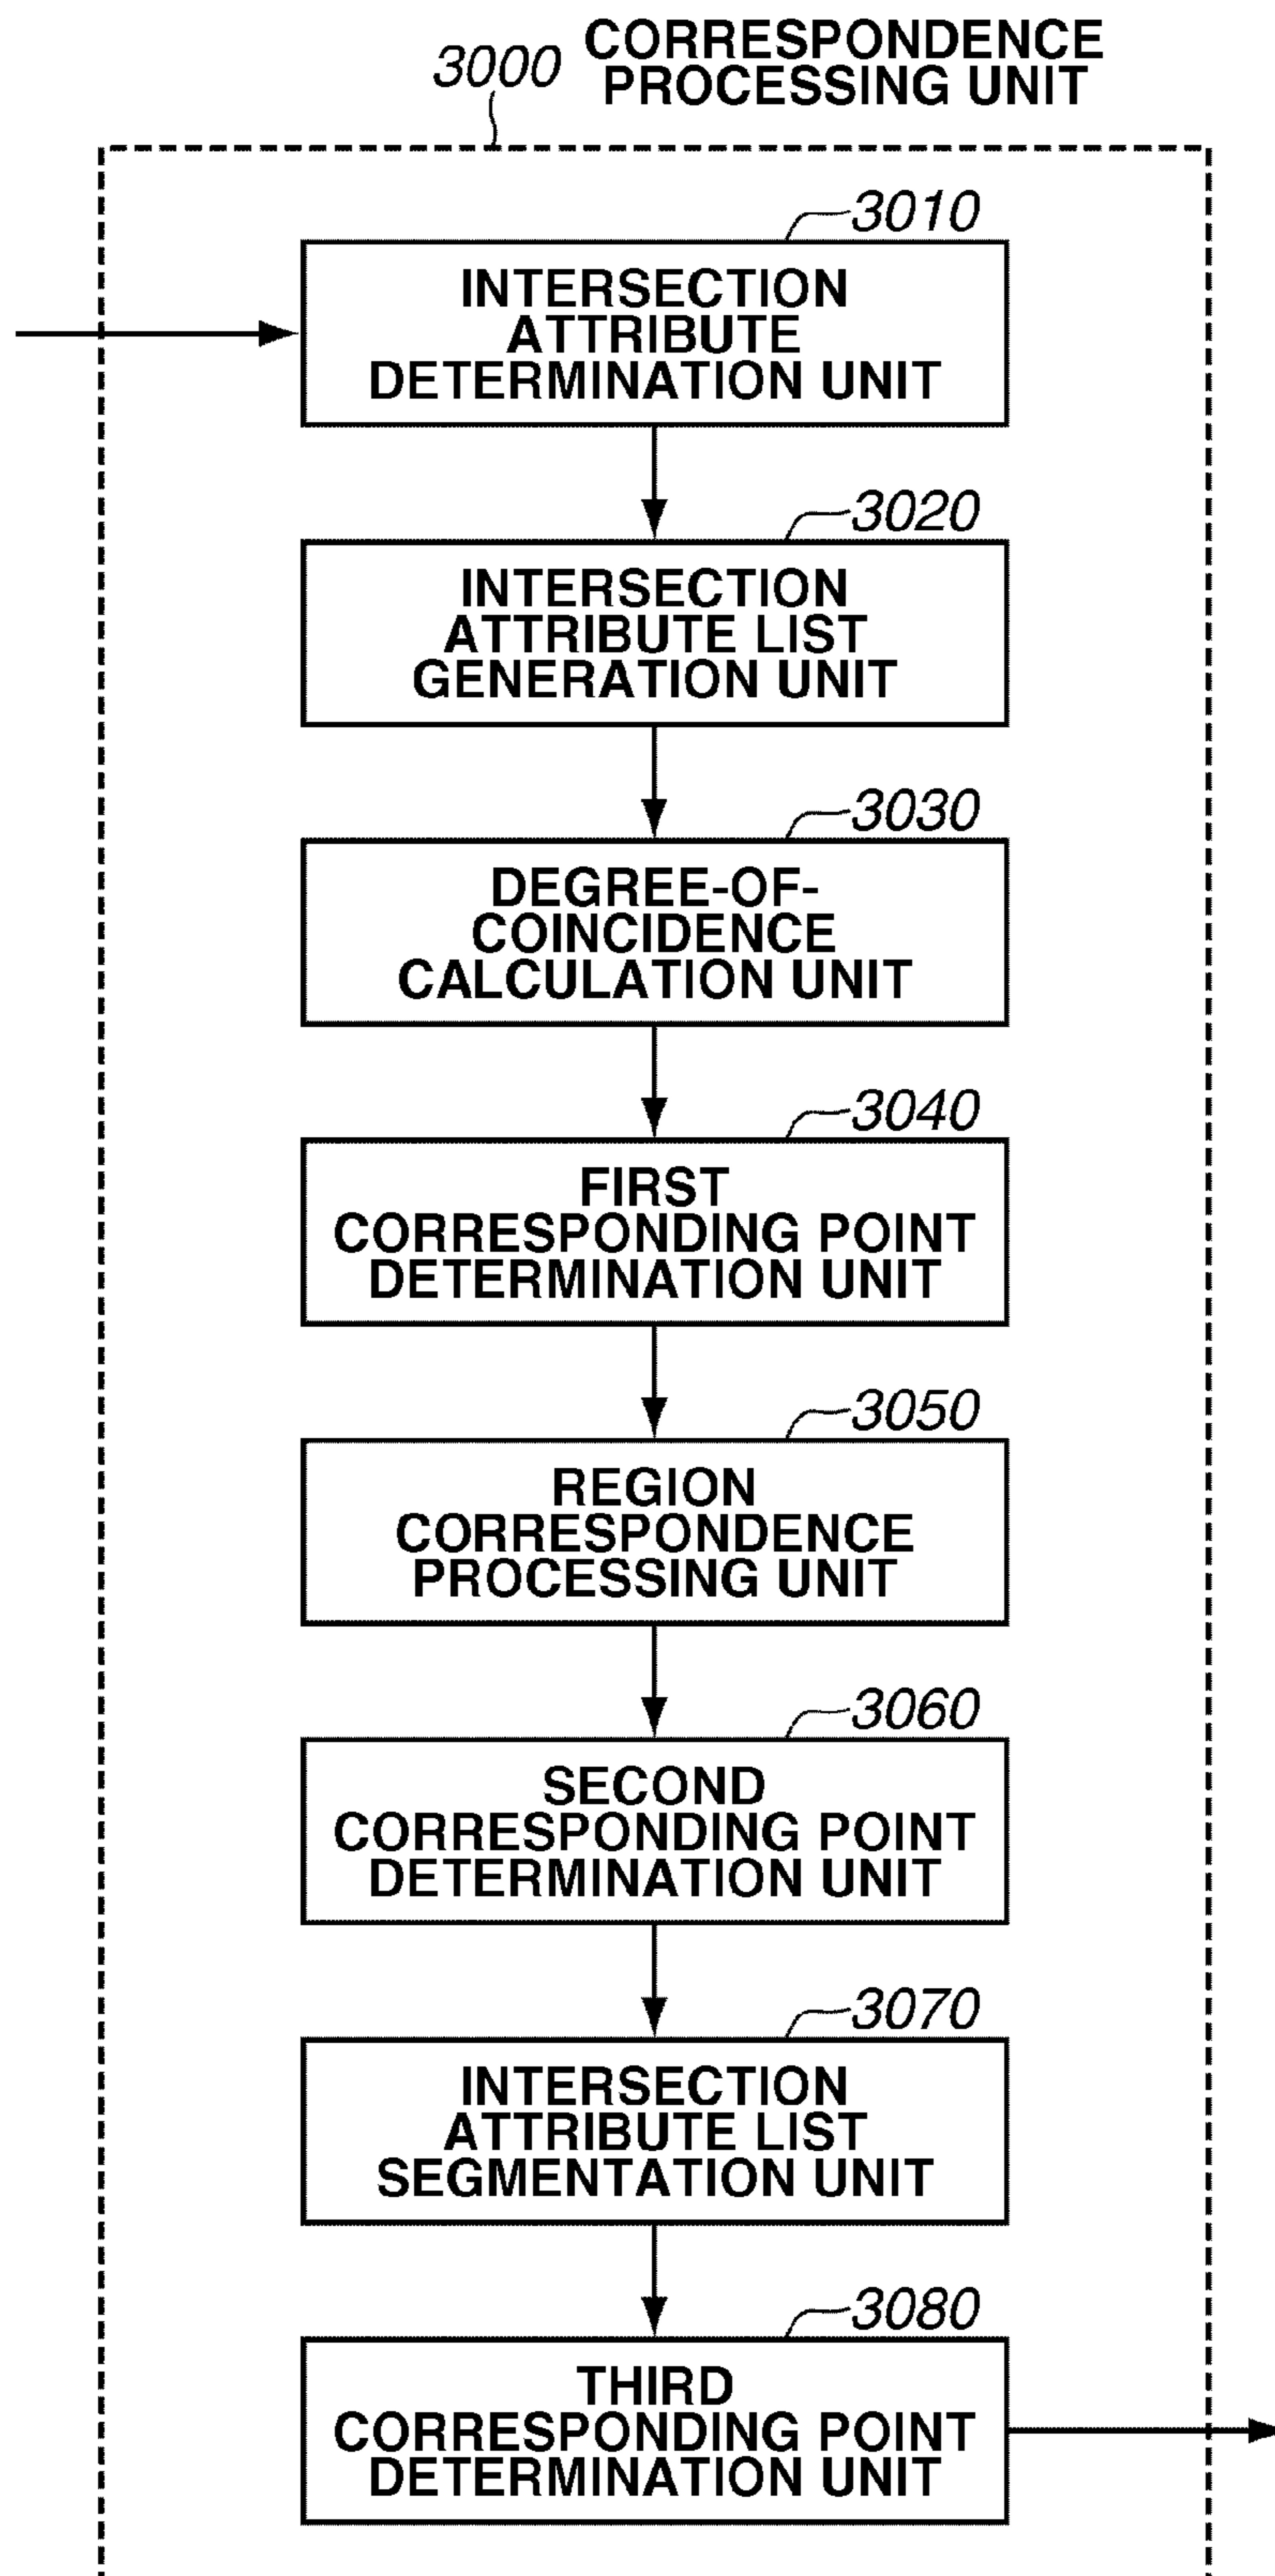 3000
CORRESPONDENCE
PROCESSING UNIT
3010
INTERSECTION
ATTRIBUTE
DETERMINATION UNIT
3020
INTERSECTION
ATTRIBUTE LIST
GENERATION UNIT
3030
DEGREE-OF-
COINCIDENCE
CALCULATION UNIT
3040
FIRST
CORRESPONDING POINT
DETERMINATION UNIT
3050
REGION
CORRESPONDENCE
PROCESSING UNIT
3060
SECOND
CORRESPONDING POINT
DETERMINATION UNIT
3070
INTERSECTION
ATTRIBUTE LIST
SEGMENTATION UNIT
3080
THIRD
CORRESPONDING POINT
DETERMINATION UNIT